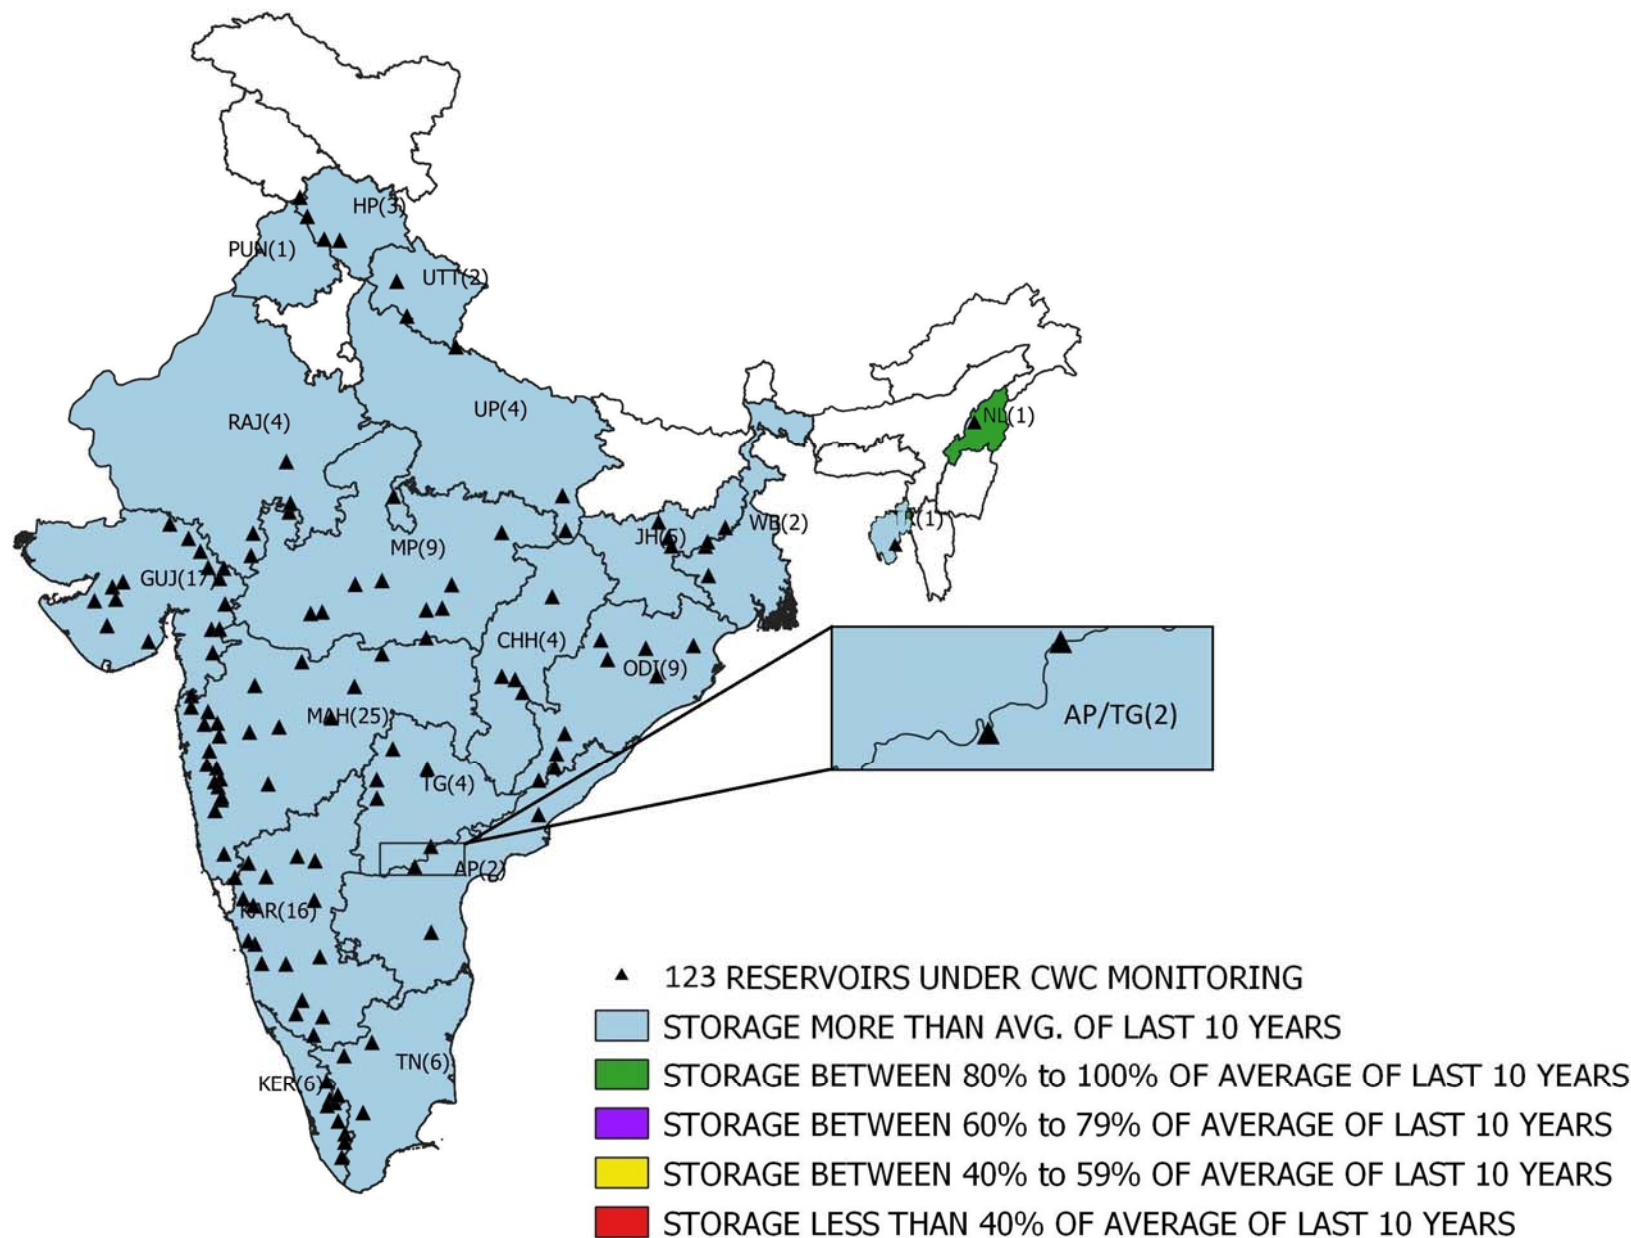 HP(3)
PUN(1)
UTT(2)
RAJ(4)
UP(4)
NL(1)
TR(1)
WB(2)
JH(5)
MP(9)
GUJ(17)
CHH(4)
ODI(9)
MAH(25)
AP/TG(2)
TG(4)
AP(2)
KAR(16)
TN(6)
KER(6)
123 RESERVOIRS UNDER CWC MONITORING
STORAGE MORE THAN AVG. OF LAST 10 YEARS
STORAGE BETWEEN 80% to 100% OF AVERAGE OF LAST 10 YEARS
STORAGE BETWEEN 60% to 79% OF AVERAGE OF LAST 10 YEARS
STORAGE BETWEEN 40% to 59% OF AVERAGE OF LAST 10 YEARS
STORAGE LESS THAN 40% OF AVERAGE OF LAST 10 YEARS